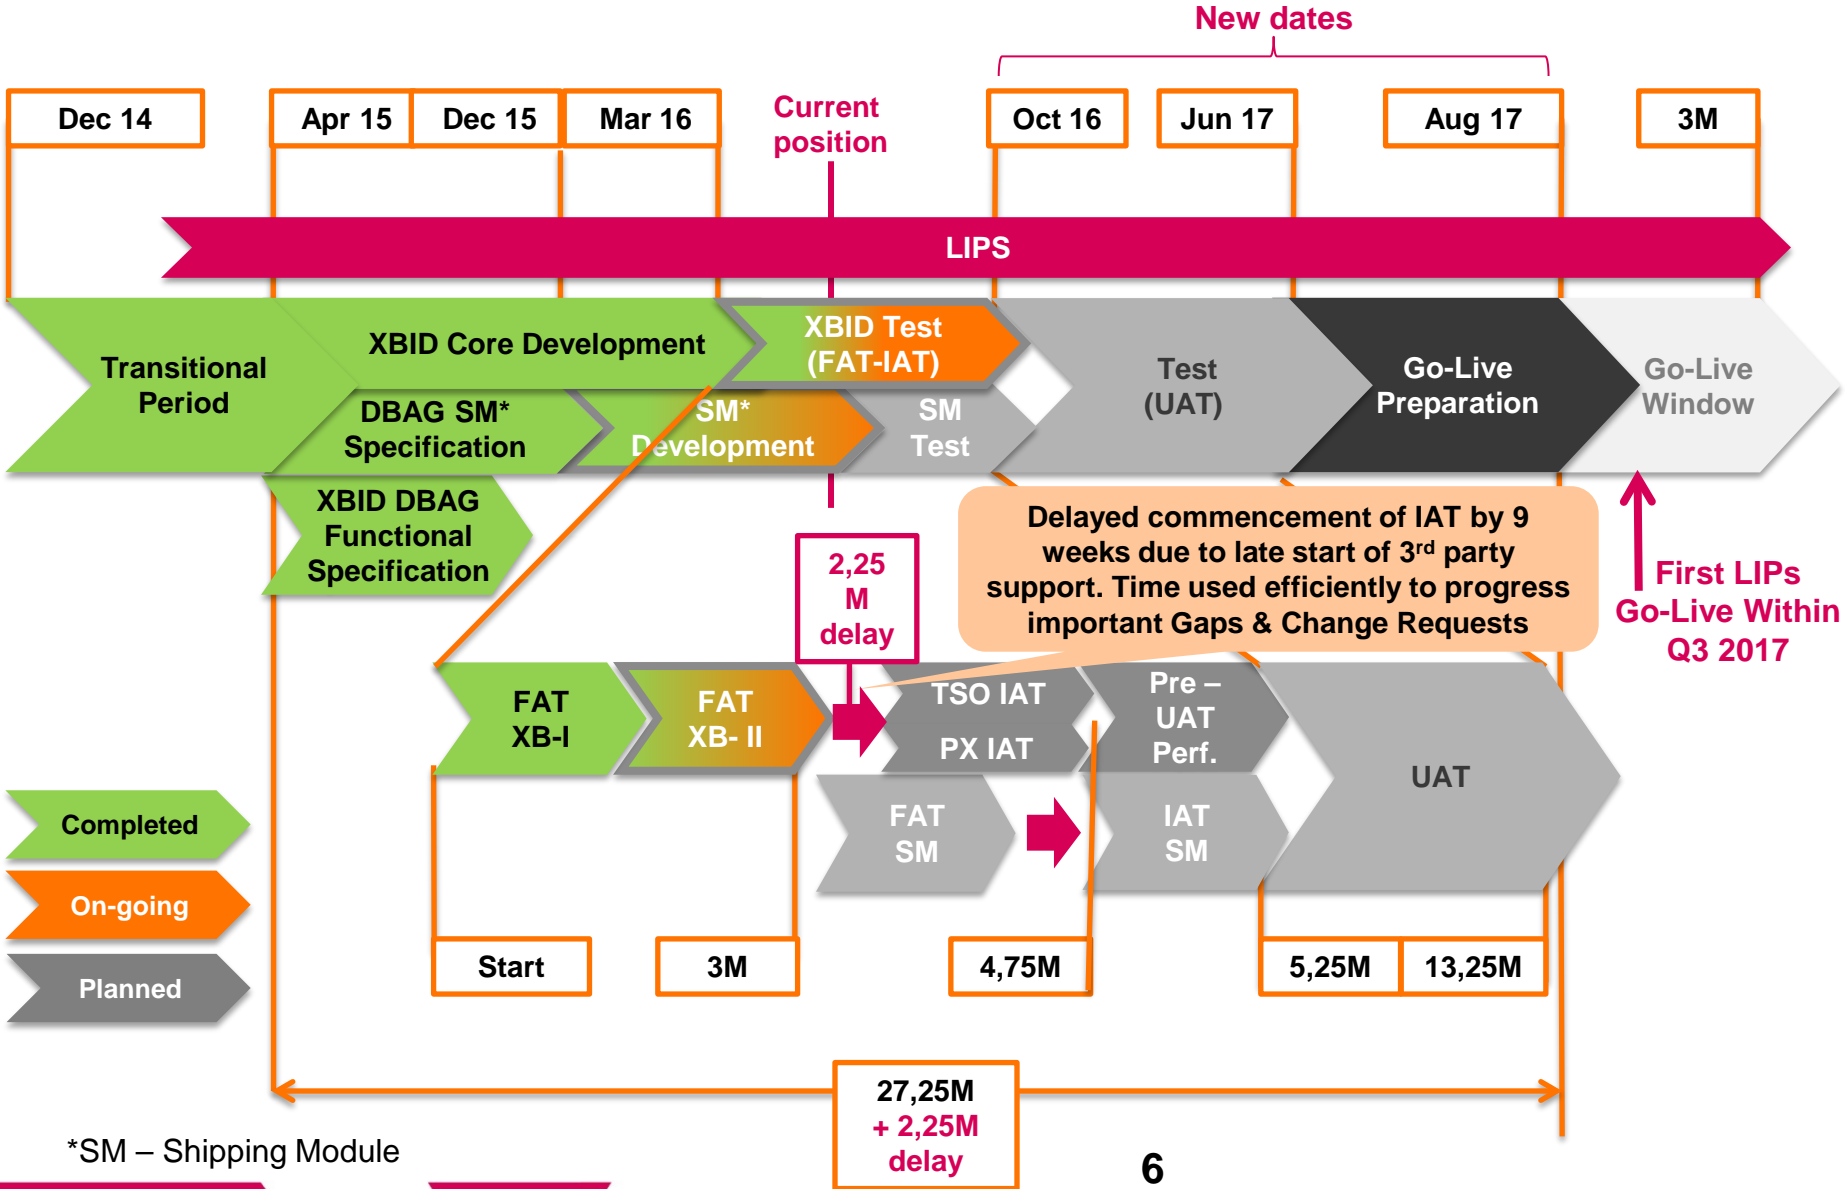 New dates
Dec 14
Apr 15
Dec 15
Mar 16
Current
position
Oct 16
Jun 17
Aug 17
3M
LIPS
Transitional
Period
XBID Core Development
XBID Test
(FAT-IAT)
Test
(UAT)
Go-Live
Preparation
Go-Live
Window
DBAG SM*
Specification
SM*
Development
SM
Test
XBID DBAG
Functional
Specification
2,25
M
delay
Delayed commencement of IAT by 9
weeks due to late start of 3rd party
support. Time used efficiently to progress
important Gaps & Change Requests
First LIPs
Go-Live Within
Q3 2017
FAT
XB-I
FAT
XB- II
TSO IAT
PX IAT
Pre –
UAT
Perf.
UAT
FAT
SM
IAT
SM
Completed
On-going
Planned
Start
3M
4,75M
5,25M
13,25M
27,25M
+ 2,25M
delay
*SM – Shipping Module
6